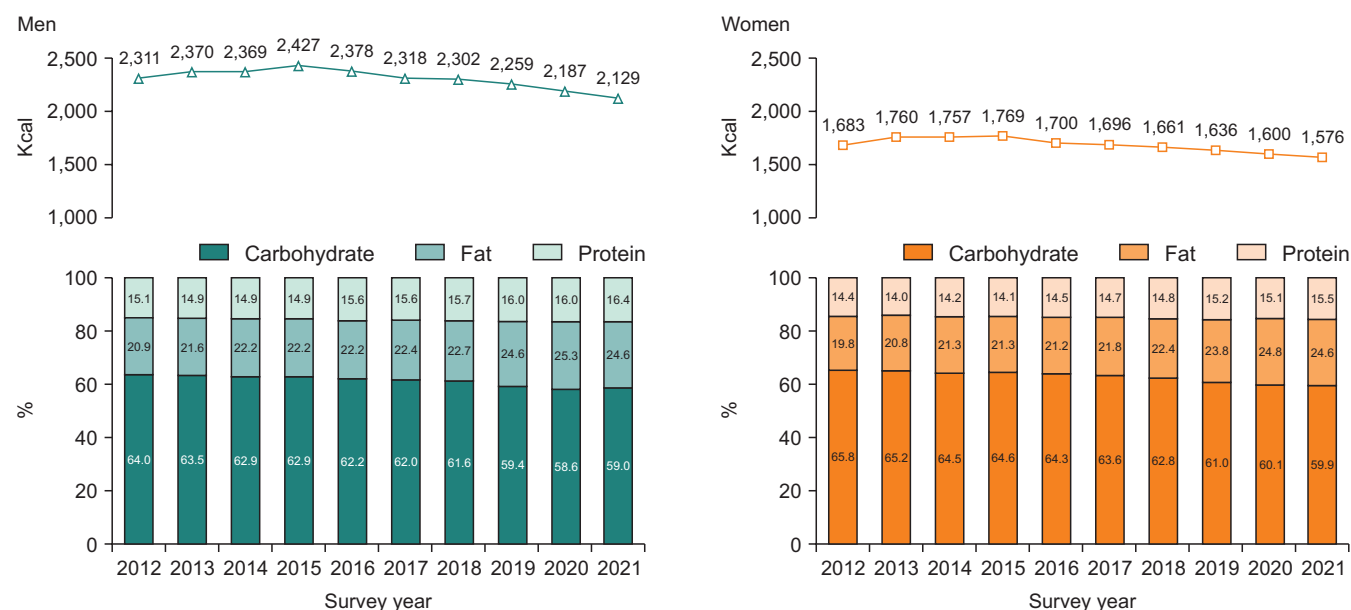 Men
2,311 2,370 2,369 2,427 2,378 2,318 2,302 2,259 2,187 2,129
2,500
2,000
1,500
1,000
Kcal
Carbohydrate Fat Protein
100
80
60
40
20
0
%
15.1 14.9 14.9 14.9 15.6 15.6 15.7 16.0 16.0 16.4
20.9 21.6 22.2 22.2 22.2 22.4 22.7 24.6 25.3 24.6
64.0 63.5 62.9 62.9 62.2 62.0 61.6 59.4 58.6 59.0
2012 2013 2014 2015 2016 2017 2018 2019 2020 2021
Survey year
Women
2,500
2,000
1,500
1,000
Kcal
1,683 1,760 1,757 1,769 1,700 1,696 1,661 1,636 1,600 1,576
Carbohydrate Fat Protein
100
80
60
40
20
0
%
14.4 14.0 14.2 14.1 14.5 14.7 14.8 15.2 15.1 15.5
19.8 20.8 21.3 21.3 21.2 21.8 22.4 23.8 24.8 24.6
65.8 65.2 64.5 64.6 64.3 63.6 62.8 61.0 60.1 59.9
2012 2013 2014 2015 2016 2017 2018 2019 2020 2021
Survey year